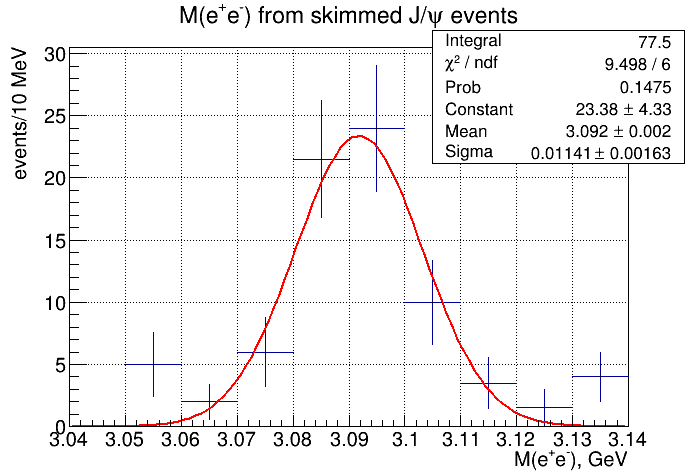 M(e⁺e⁻) from skimmed J/ψ events
Integral 77.5
χ² / ndf 9.498 / 6
Prob 0.1475
Constant 23.38 ± 4.33
Mean 3.092 ± 0.002
Sigma 0.01141 ± 0.00163
events/10 MeV
30
25
20
15
10
5
0
3.04 3.05 3.06 3.07 3.08 3.09 3.1 3.11 3.12 3.13 3.14
M(e⁺e⁻), GeV